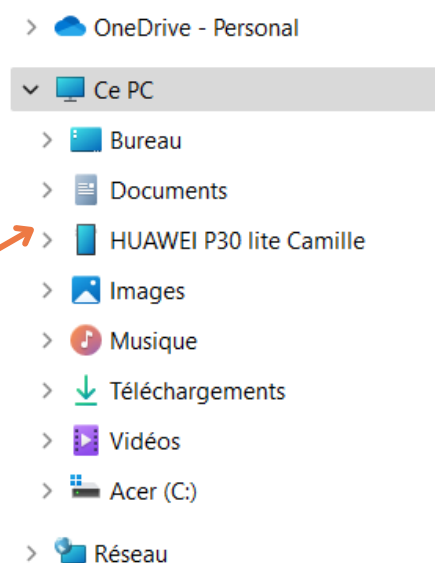 OneDrive - Personal
Ce PC
Bureau
Documents
HUAWEI P30 lite Camille
Images
Musique
Téléchargements
Vidéos
Acer (C:)
Réseau